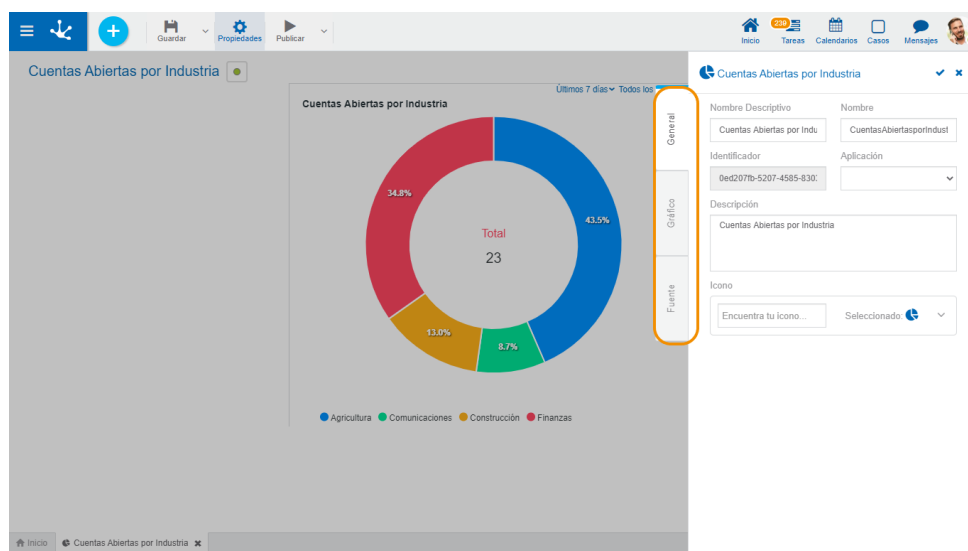 Guardar
Propiedades
Publicar
Inicio
239
Tareas
Calendarios
Casos
Mensajes
Cuentas Abiertas por Industria
Últimos 7 días
Todos los
Cuentas Abiertas por Industria
34.8%
43.5%
13.0%
8.7%
Total
23
Agricultura
Comunicaciones
Construcción
Finanzas
General
Gráfico
Fuente
Cuentas Abiertas por Industria
Nombre Descriptivo
Nombre
Cuentas Abiertas por Indu
CuentasAbiertasporIndust
Identificador
Aplicación
0ed207fb-5207-4585-830
Descripción
Cuentas Abiertas por Industria
Icono
Encuentra tu icono...
Seleccionado:
Inicio
Cuentas Abiertas por Industria